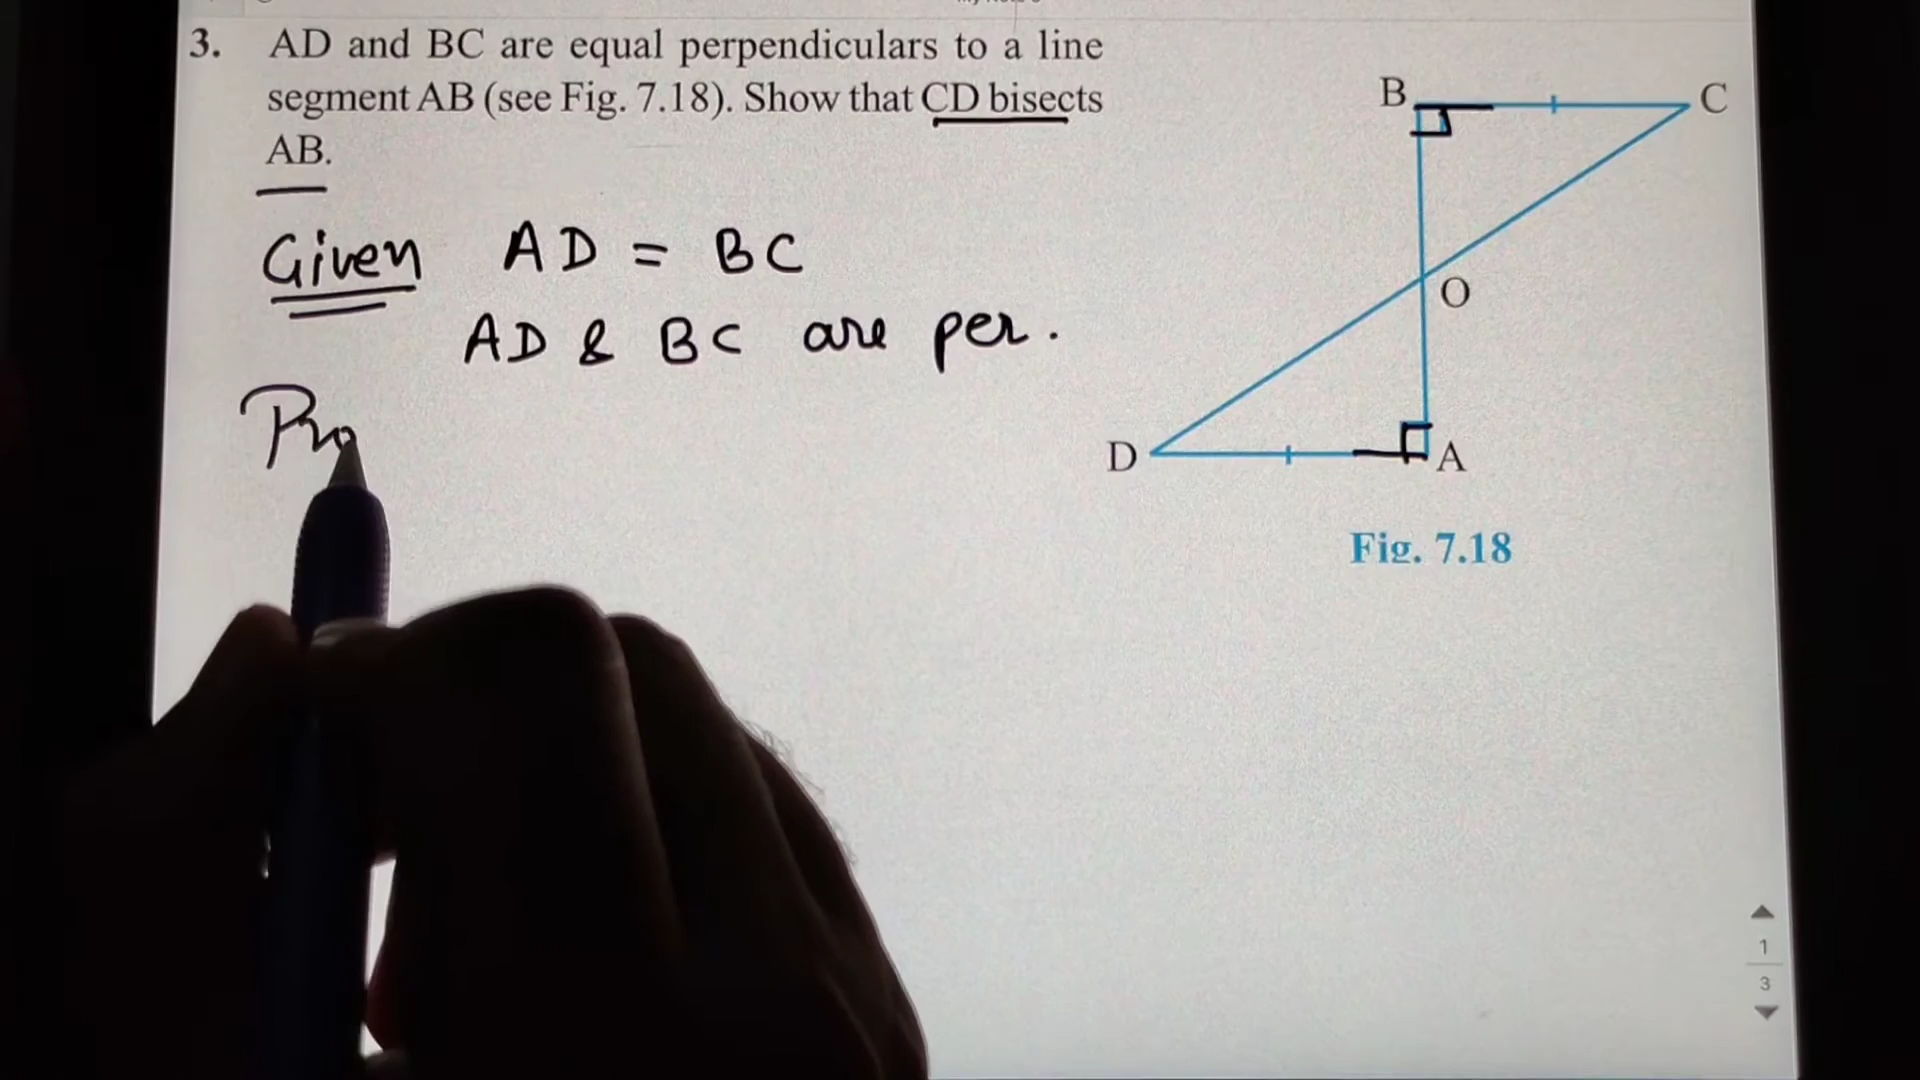 3. AD and BC are equal perpendiculars to a line
segment AB (see Fig. 7.18). Show that CD bisects
AB.
Given AD = BC
AD & BC are per.
Pro
B
C
O
D
A
Fig. 7.18
1
3